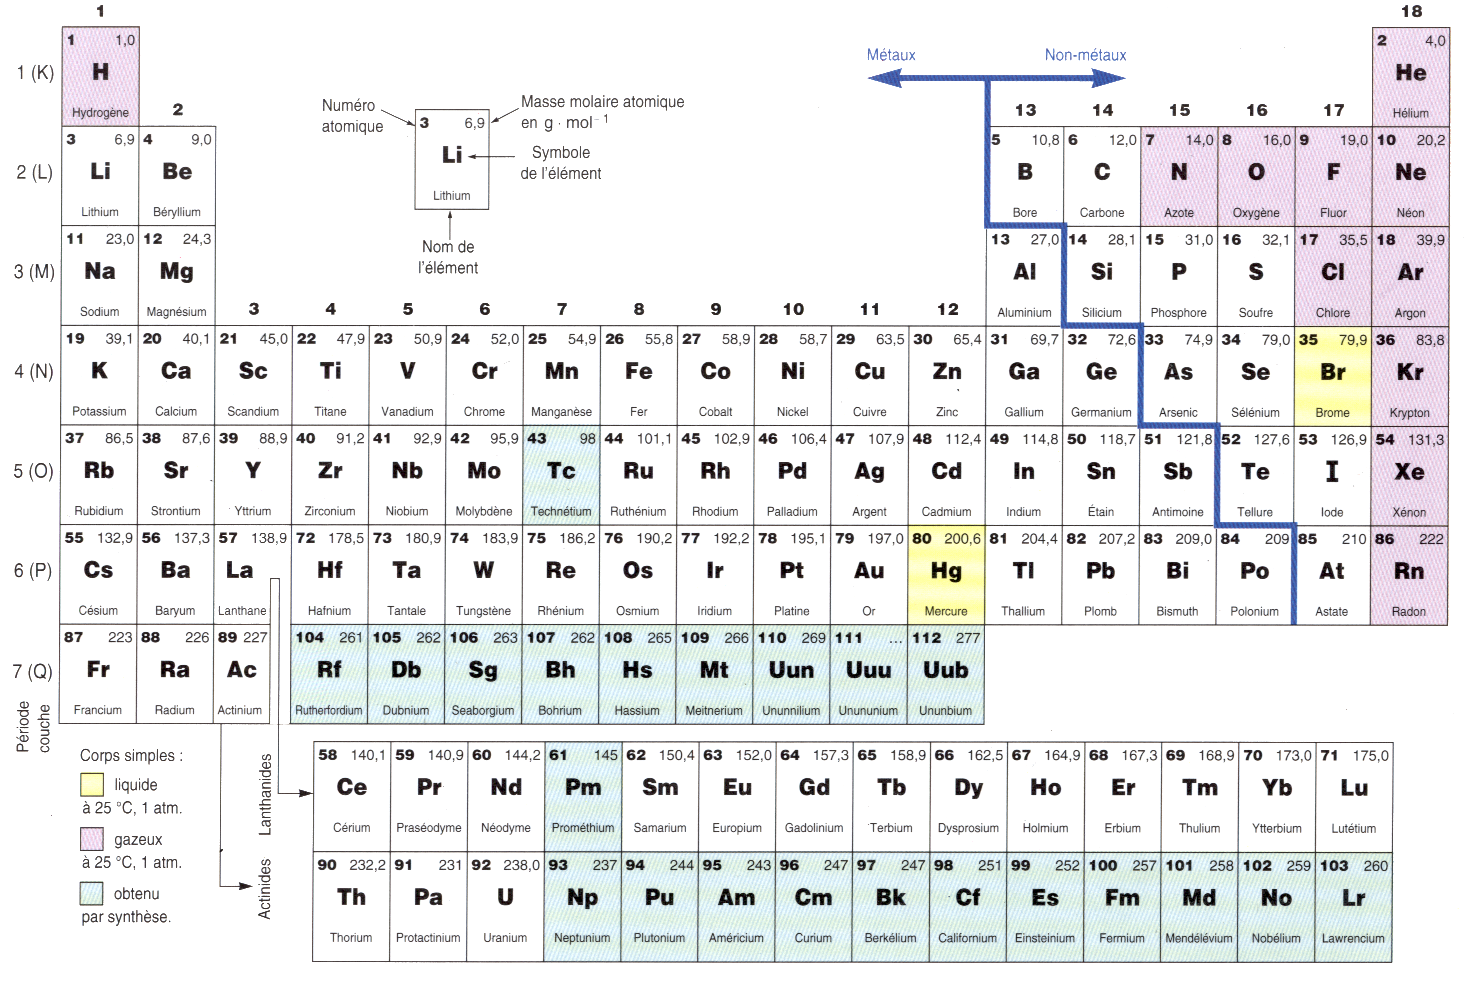 1 18
1 1,0 2 4,0
Métaux Non-métaux
1 (K) H He
Numéro atomique Masse molaire atomique en g · mol⁻¹
Hydrogène 2 13 14 15 16 17 Hélium
3 6,9
Li Symbole de l'élément
Lithium
Nom de l'élément
3 6,9 4 9,0 5 10,8 6 12,0 7 14,0 8 16,0 9 19,0 10 20,2
2 (L) Li Be B C N O F Ne
Lithium Béryllium Bore Carbone Azote Oxygène Fluor Néon
11 23,0 12 24,3 13 27,0 14 28,1 15 31,0 16 32,1 17 35,5 18 39,9
3 (M) Na Mg Al Si P S Cl Ar
3 4 5 6 7 8 9 10 11 12
Sodium Magnésium Aluminium Silicium Phosphore Soufre Chlore Argon
19 39,1 20 40,1 21 45,0 22 47,9 23 50,9 24 52,0 25 54,9 26 55,8 27 58,9 28 58,7 29 63,5 30 65,4 31 69,7 32 72,6 33 74,9 34 79,0 35 79,9 36 83,8
4 (N) K Ca Sc Ti V Cr Mn Fe Co Ni Cu Zn Ga Ge As Se Br Kr
Potassium Calcium Scandium Titane Vanadium Chrome Manganèse Fer Cobalt Nickel Cuivre Zinc Gallium Germanium Arsenic Sélénium Brome Krypton
37 86,5 38 87,6 39 88,9 40 91,2 41 92,9 42 95,9 43 98 44 101,1 45 102,9 46 106,4 47 107,9 48 112,4 49 114,8 50 118,7 51 121,8 52 127,6 53 126,9 54 131,3
5 (O) Rb Sr Y Zr Nb Mo Tc Ru Rh Pd Ag Cd In Sn Sb Te I Xe
Rubidium Strontium Yttrium Zirconium Niobium Molybdène Technétium Ruthénium Rhodium Palladium Argent Cadmium Indium Étain Antimoine Tellure Iode Xénon
55 132,9 56 137,3 57 138,9 72 178,5 73 180,9 74 183,9 75 186,2 76 190,2 77 192,2 78 195,1 79 197,0 80 200,6 81 204,4 82 207,2 83 209,0 84 209 85 210 86 222
6 (P) Cs Ba La Hf Ta W Re Os Ir Pt Au Hg Tl Pb Bi Po At Rn
Césium Baryum Lanthane Hafnium Tantale Tungstène Rhénium Osmium Iridium Platine Or Mercure Thallium Plomb Bismuth Polonium Astate Radon
87 223 88 226 89 227 104 261 105 262 106 263 107 262 108 265 109 266 110 269 111 ... 112 277
7 (Q) Fr Ra Ac Rf Db Sg Bh Hs Mt Uun Uuu Uub
Francium Radium Actinium Rutherfordium Dubnium Seaborgium Bohrium Hassium Meitnerium Ununnilium Unununium Ununbium
Période
couche
Corps simples :
liquide
à 25 °C, 1 atm.
gazeux
à 25 °C, 1 atm.
obtenu
par synthèse.
Lanthanides
58 140,1 59 140,9 60 144,2 61 145 62 150,4 63 152,0 64 157,3 65 158,9 66 162,5 67 164,9 68 167,3 69 168,9 70 173,0 71 175,0
Ce Pr Nd Pm Sm Eu Gd Tb Dy Ho Er Tm Yb Lu
Cérium Praséodyme Néodyme Prométhium Samarium Europium Gadolinium Terbium Dysprosium Holmium Erbium Thulium Ytterbium Lutétium
Actinides
90 232,2 91 231 92 238,0 93 237 94 244 95 243 96 247 97 247 98 251 99 252 100 257 101 258 102 259 103 260
Th Pa U Np Pu Am Cm Bk Cf Es Fm Md No Lr
Thorium Protactinium Uranium Neptunium Plutonium Américium Curium Berkélium Californium Einsteinium Fermium Mendélévium Nobélium Lawrencium